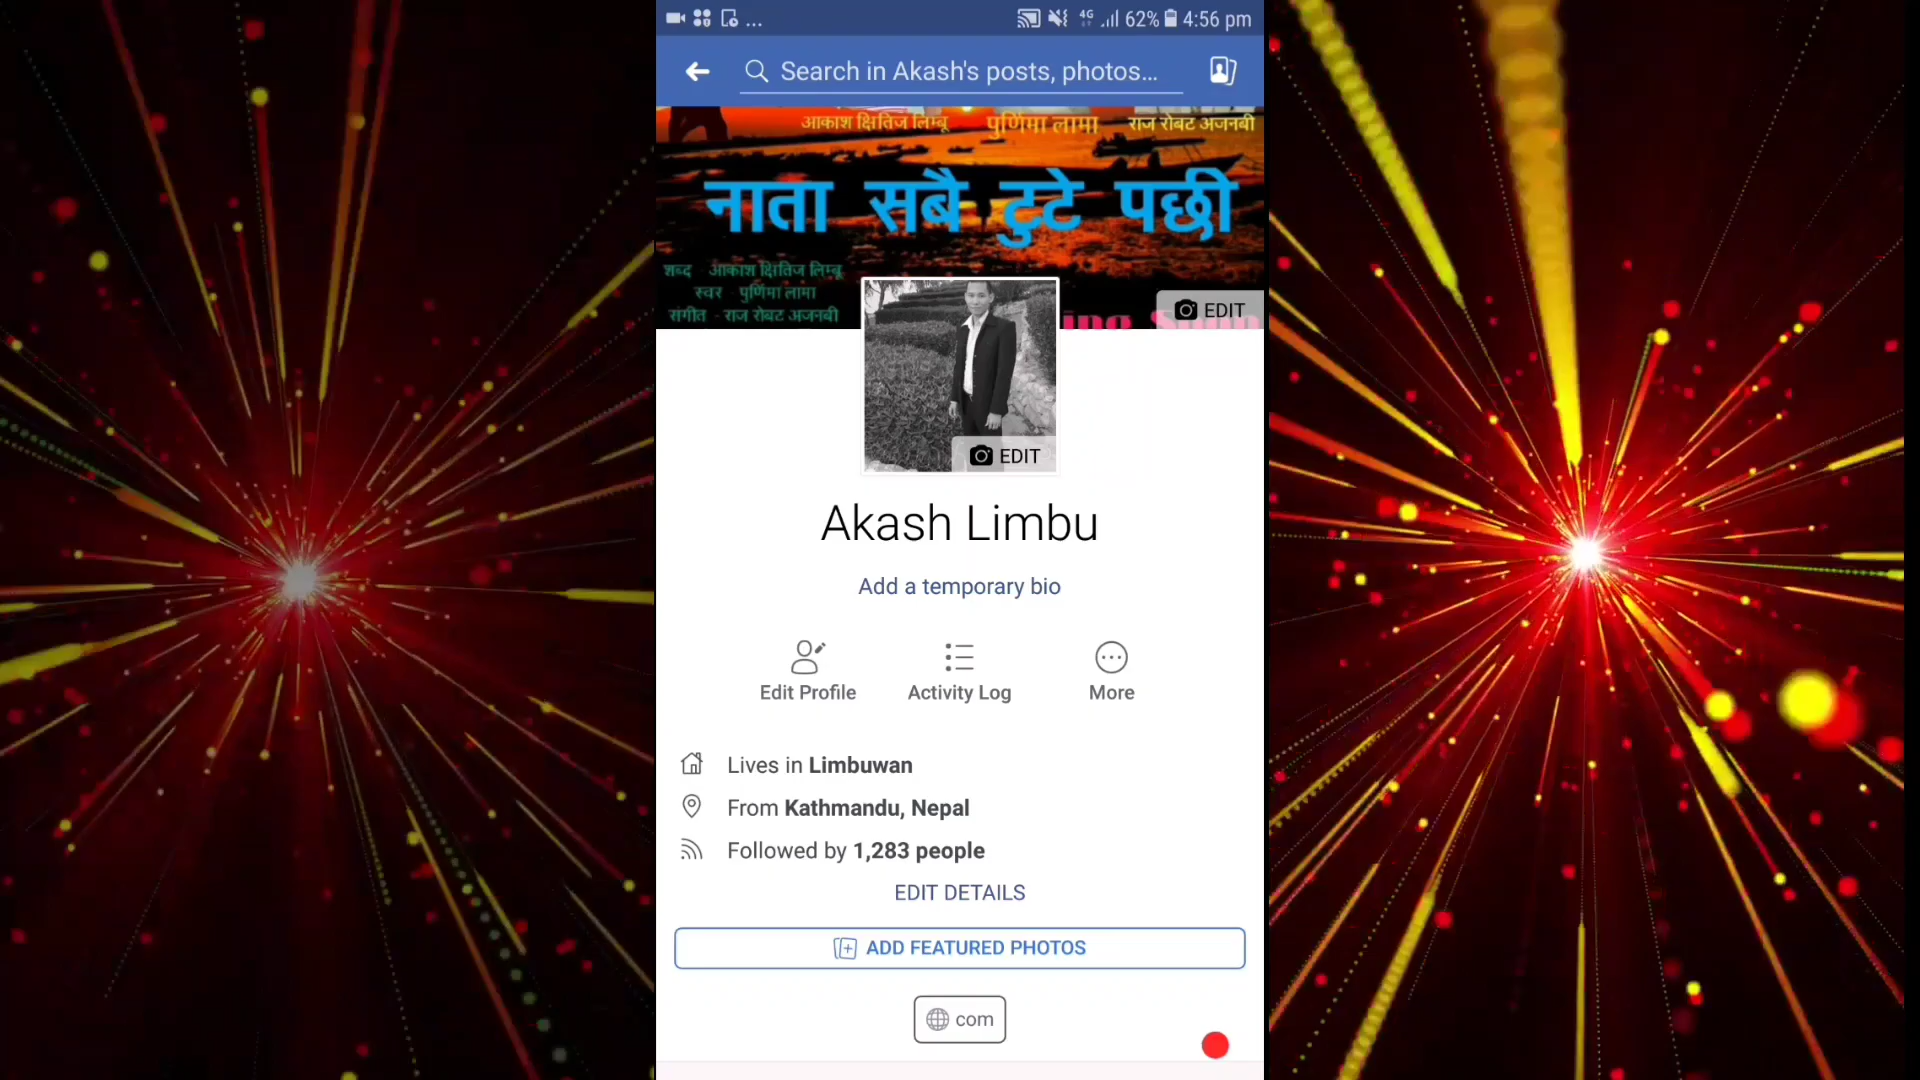 ... 4G 62% 4:56 pm
Search in Akash's posts, photos...
आकाश क्षितिज लिम्बू पुर्णिमा लामा राज रोबट अजनबी
नाता सबै टुटे पछी
शब्द - आकाश क्षितिज लिम्बू
स्वर - पुर्णिमा लामा
संगीत - राज रोबट अजनबी
EDIT
EDIT
Akash Limbu
Add a temporary bio
Edit Profile Activity Log More
Lives in Limbuwan
From Kathmandu, Nepal
Followed by 1,283 people
EDIT DETAILS
ADD FEATURED PHOTOS
com